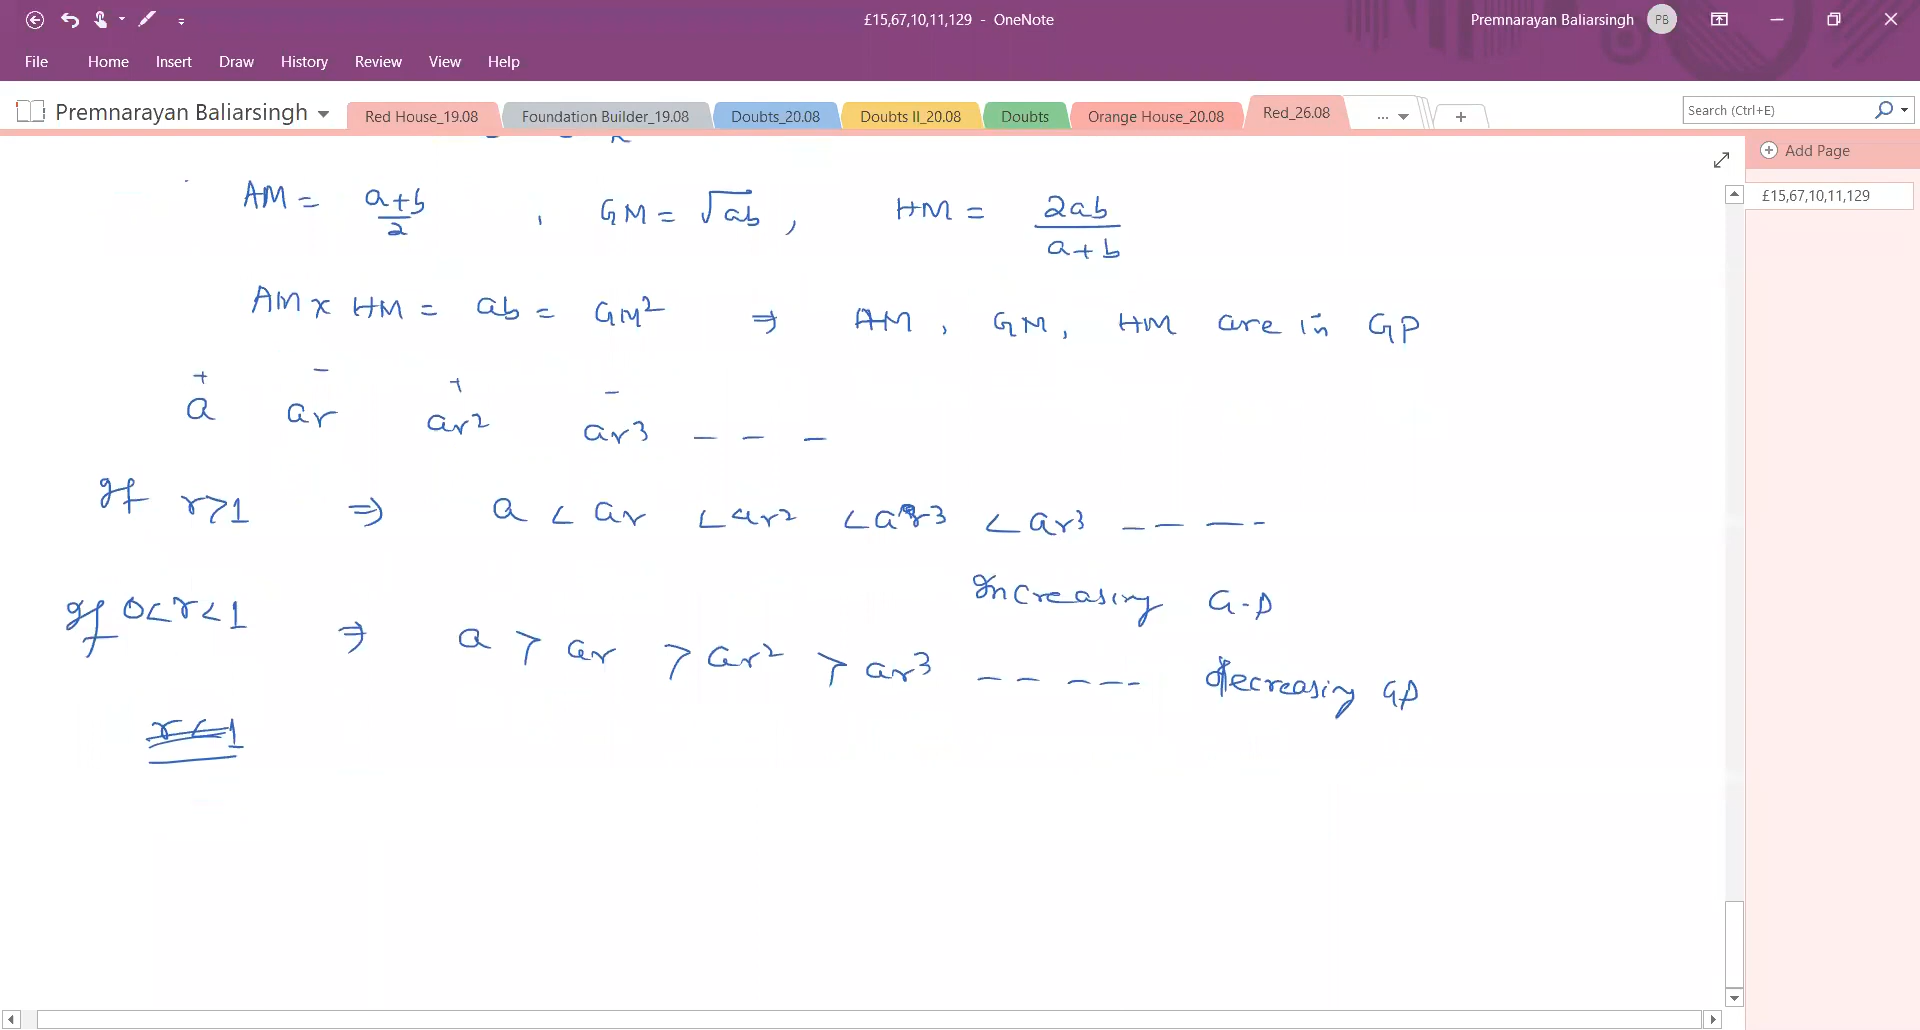 £15,67,10,11,129 - OneNote
Premnarayan Baliarsingh PB
File Home Insert Draw History Review View Help
Premnarayan Baliarsingh
Red House_19.08 Foundation Builder_19.08 Doubts_20.08 Doubts II_20.08 Doubts Orange House_20.08 Red_26.08 ... +
Search (Ctrl+E)
Add Page
£15,67,10,11,129
AM = a+b/2 , GM = √ab , HM = 2ab/a+b
AM x HM = ab = GM² ⇒ AM , GM, HM are in GP
+ - + -
a ar ar² ar³ - - -
If r>1 ⇒ a < ar < ar² < ar³ < ar³ -- --
Increasing G-P
If 0<r<1 ⇒ a > ar > ar² > ar³ -- --- decreasing GP
r<1